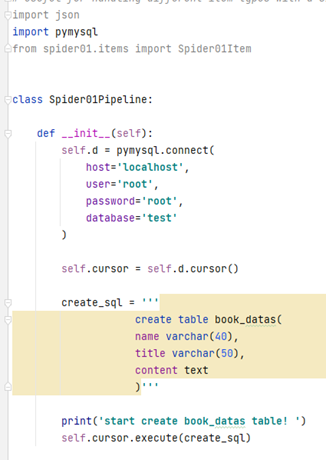 import json
import pymysql
from spider01.items import Spider01Item
class Spider01Pipeline:
def __init__(self):
self.d = pymysql.connect(
host='localhost',
user='root',
password='root',
database='test'
)
self.cursor = self.d.cursor()
create_sql = '''
create table book_datas(
name varchar(40),
title varchar(50),
content text
)'''
print('start create book_datas table! ')
self.cursor.execute(create_sql)